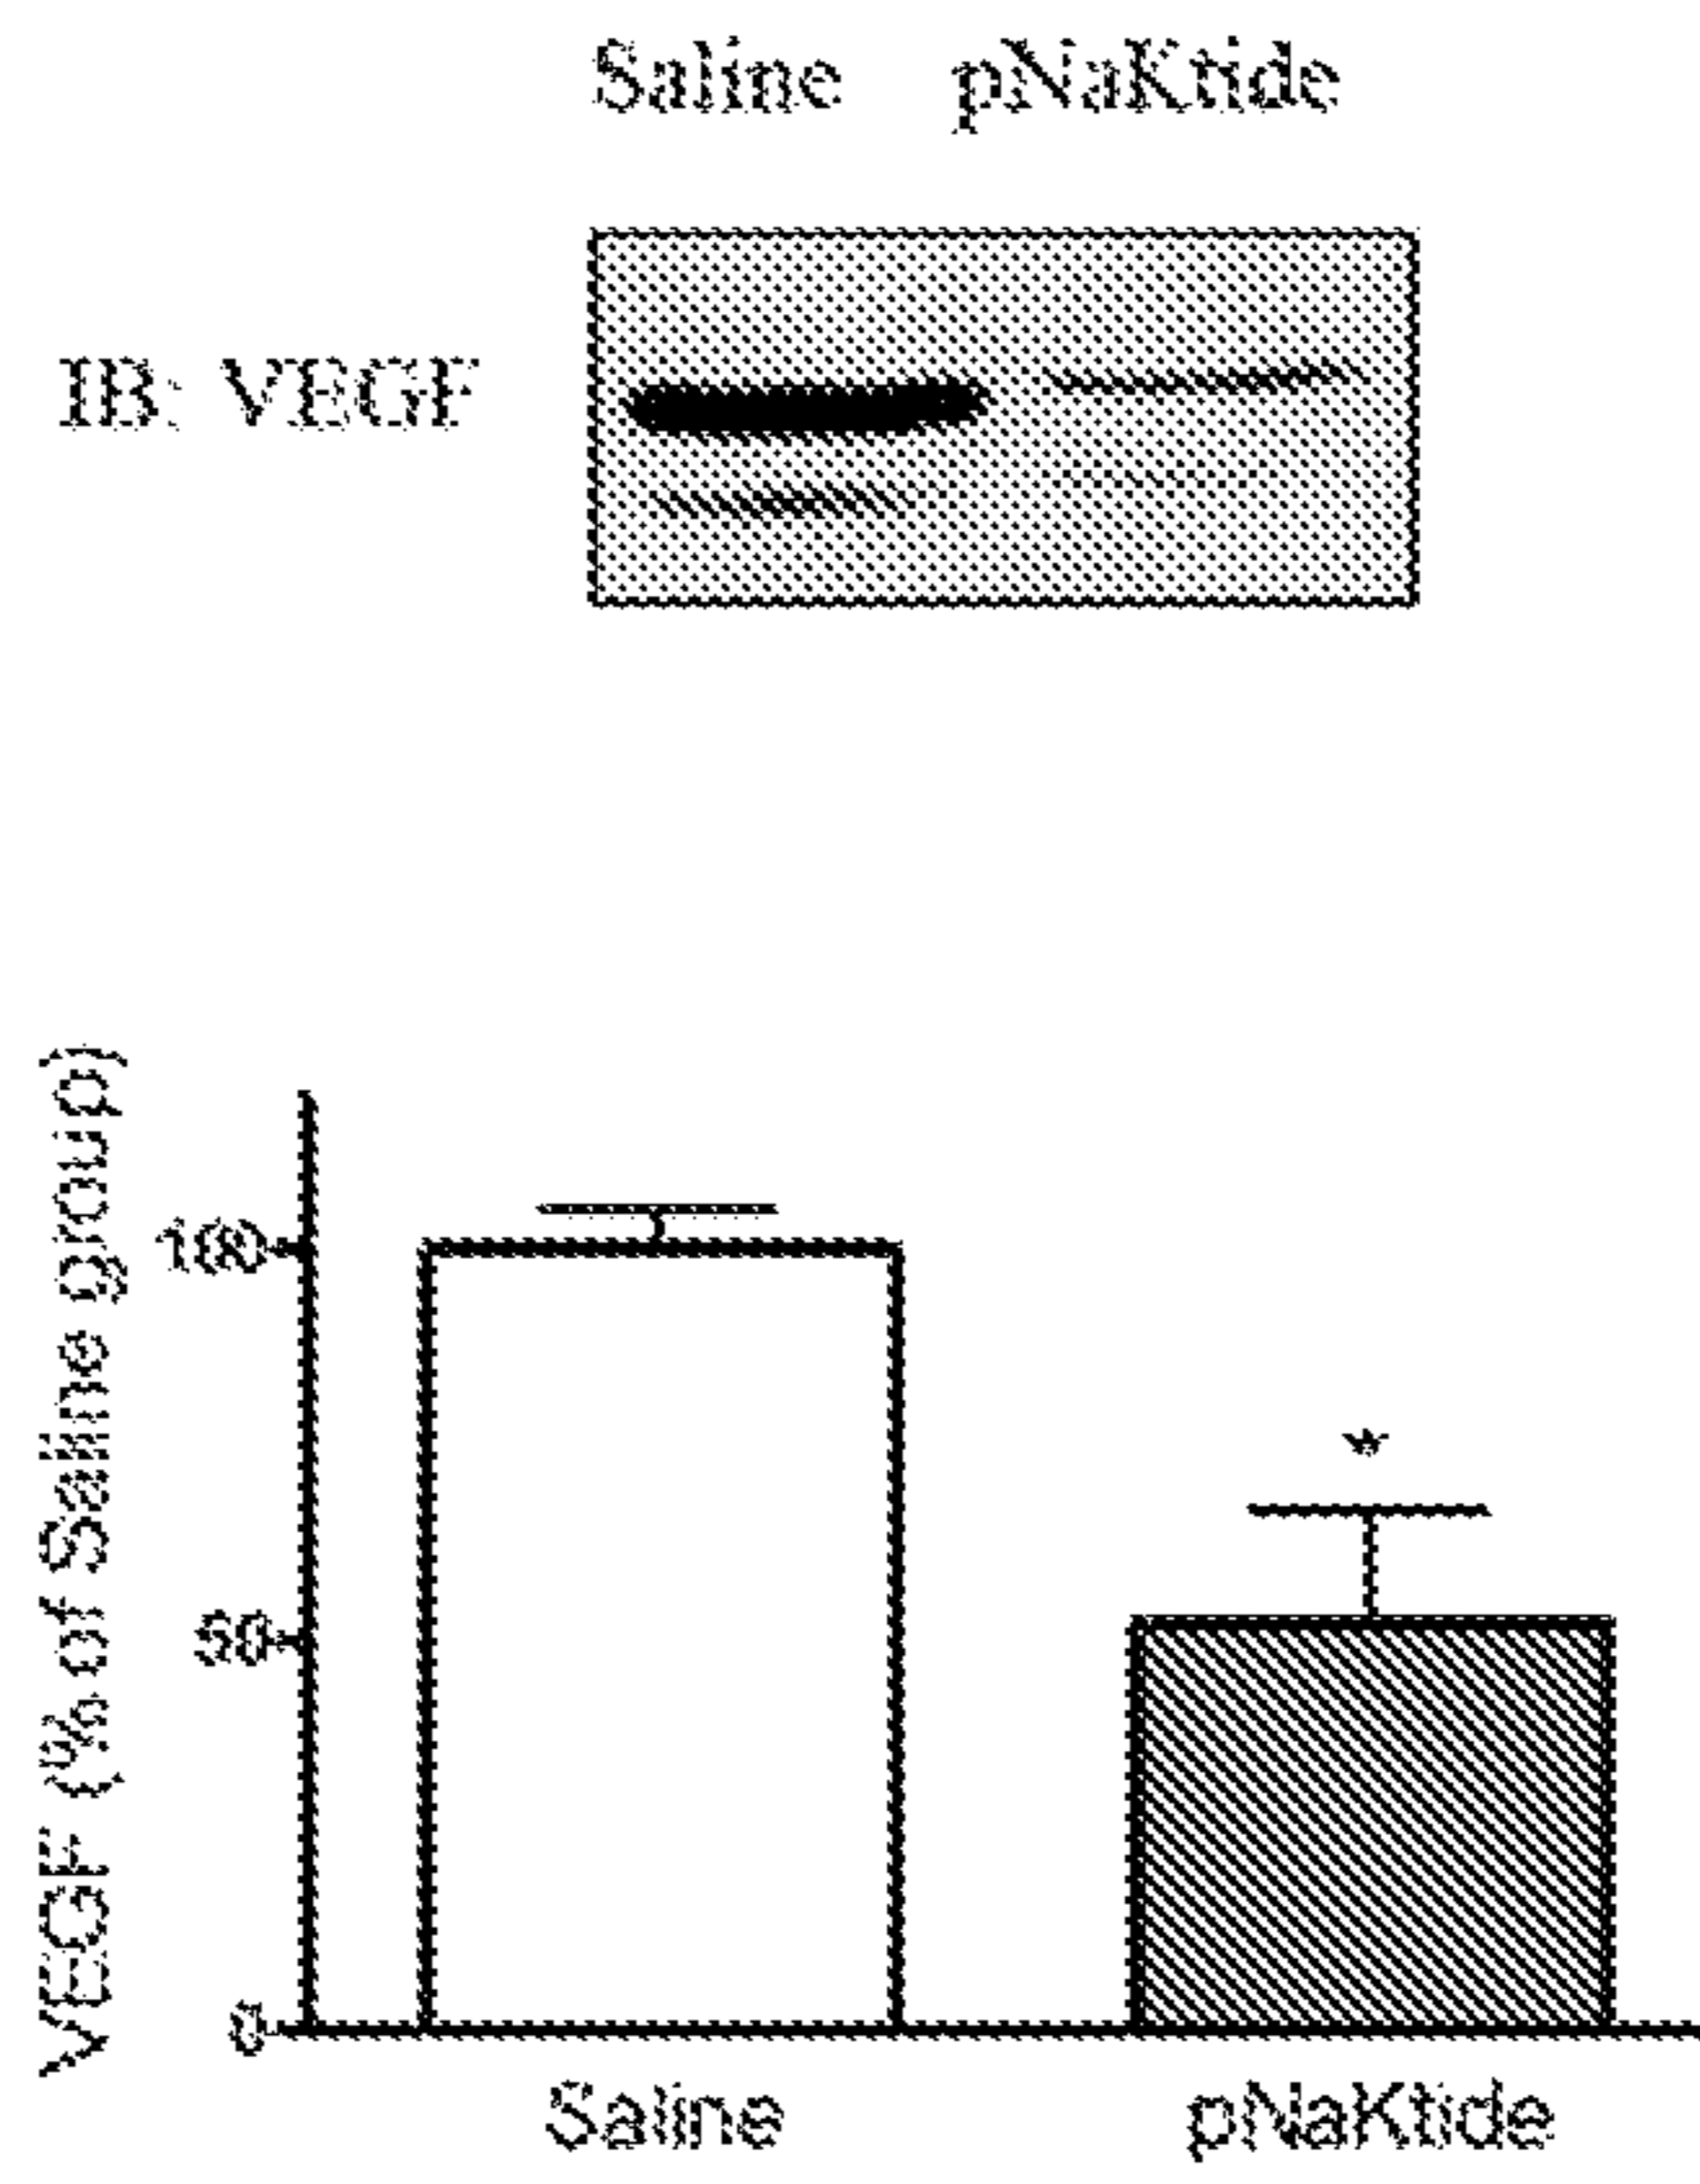 Saline pNaKtide
IB: VEGF
VEGF (% of Saline group)
100
*
50
0
Saline pNaKtide